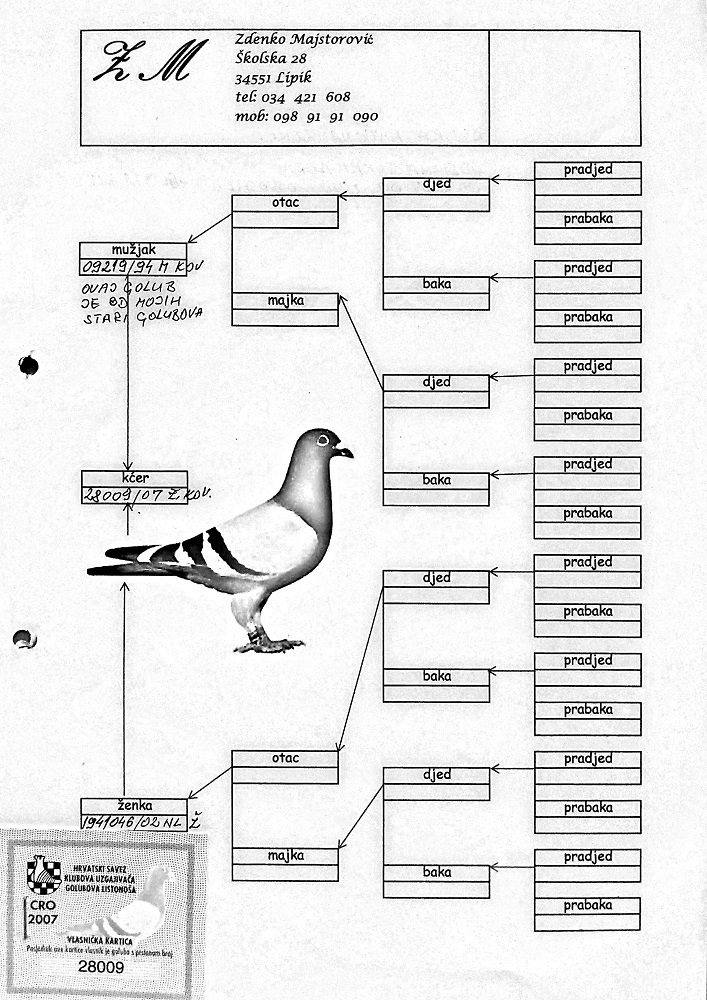 Z M
Zdenko Majstorović
Školska 28
34551 Lipik
tel: 034 421 608
mob: 098 91 91 090
pradjed
djed
otac
prabaka
mužjak
09219/94 M KOV
pradjed
baka
OVAJ GOLUB
JE OD MOJIH
STARI GOLUBOVA
majka
prabaka
pradjed
djed
prabaka
pradjed
baka
kćer
28009/07 Ž KOV.
prabaka
pradjed
djed
prabaka
pradjed
baka
prabaka
otac
pradjed
djed
ženka
1941046/02 NL Ž
prabaka
majka
pradjed
baka
prabaka
HRVATSKI SAVEZ
KLUBOVA UZGAJIVAČA
GOLUBOVA LISTONOŠA
CRO
2007
VLASNIČKA KARTICA
Posjednik ove kartice vlasnik je goluba s prstenom broj
28009